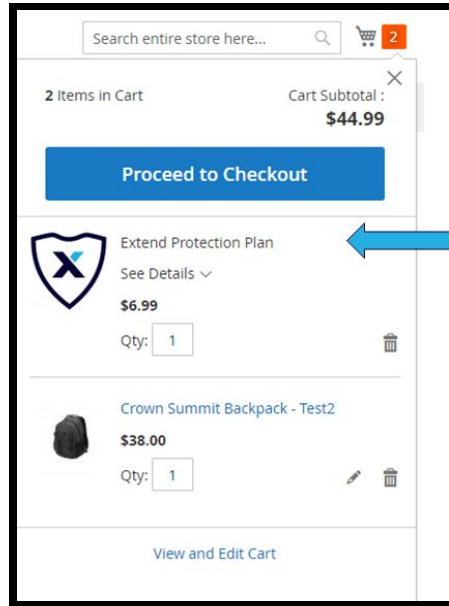 Search entire store here...
2
2 Items in Cart
Cart Subtotal :
$44.99
Proceed to Checkout
Extend Protection Plan
See Details
$6.99
Qty: 1
Crown Summit Backpack - Test2
$38.00
Qty: 1
View and Edit Cart